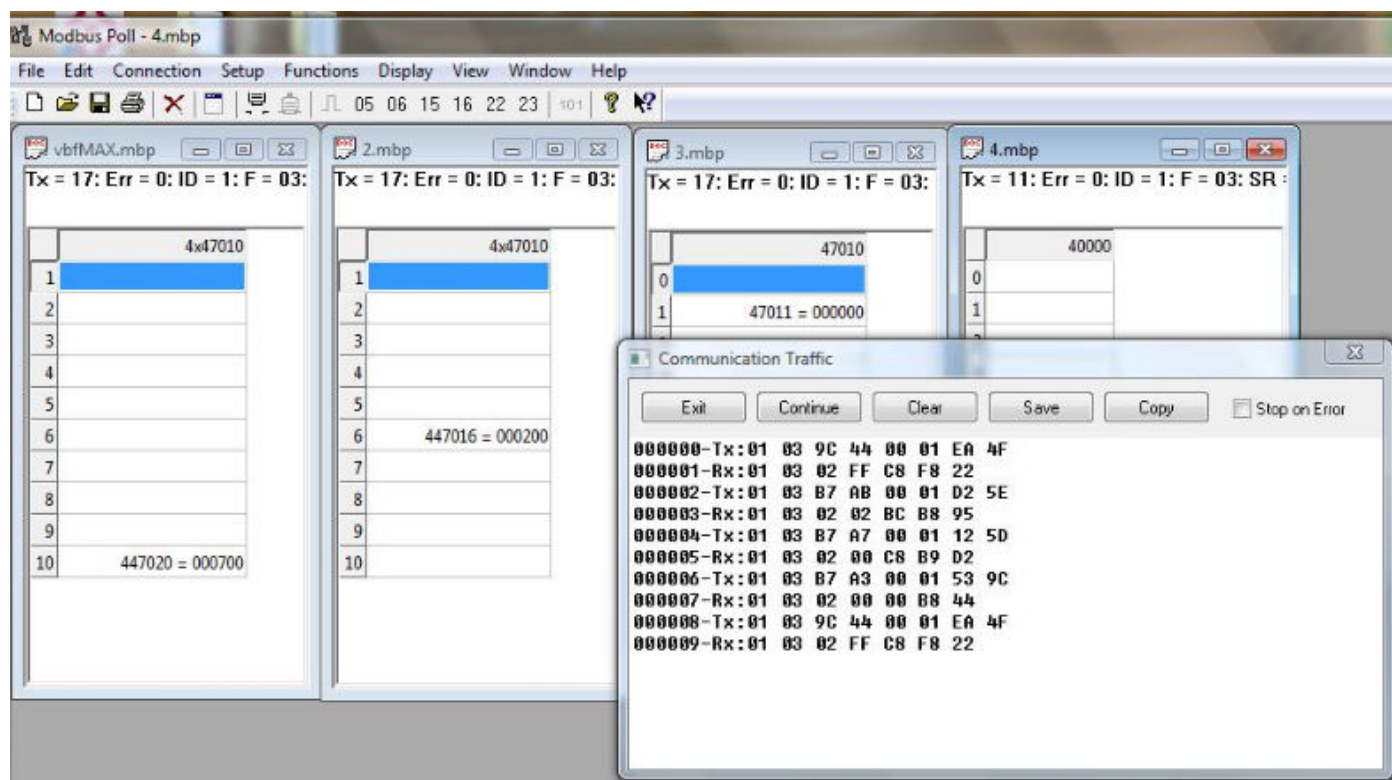 Modbus Poll - 4.mbp
File Edit Connection Setup Functions Display View Window Help
05 06 15 16 22 23 101
vbfMAX.mbp
Tx = 17: Err = 0: ID = 1: F = 03:
4x47010
1
2
3
4
5
6
7
8
9
10 447020 = 000700
2.mbp
Tx = 17: Err = 0: ID = 1: F = 03:
4x47010
1
2
3
4
5
6 447016 = 000200
7
8
9
10
3.mbp
Tx = 17: Err = 0: ID = 1: F = 03:
47010
0
1 47011 = 000000
4.mbp
Tx = 11: Err = 0: ID = 1: F = 03: SR =
40000
0
1
Communication Traffic
Exit Continue Clear Save Copy Stop on Error
000000-Tx:01 03 9C 44 00 01 EA 4F
000001-Rx:01 03 02 FF C8 F8 22
000002-Tx:01 03 B7 AB 00 01 D2 5E
000003-Rx:01 03 02 02 BC B8 95
000004-Tx:01 03 B7 A7 00 01 12 5D
000005-Rx:01 03 02 00 C8 B9 D2
000006-Tx:01 03 B7 A3 00 01 53 9C
000007-Rx:01 03 02 00 00 B8 44
000008-Tx:01 03 9C 44 00 01 EA 4F
000009-Rx:01 03 02 FF C8 F8 22